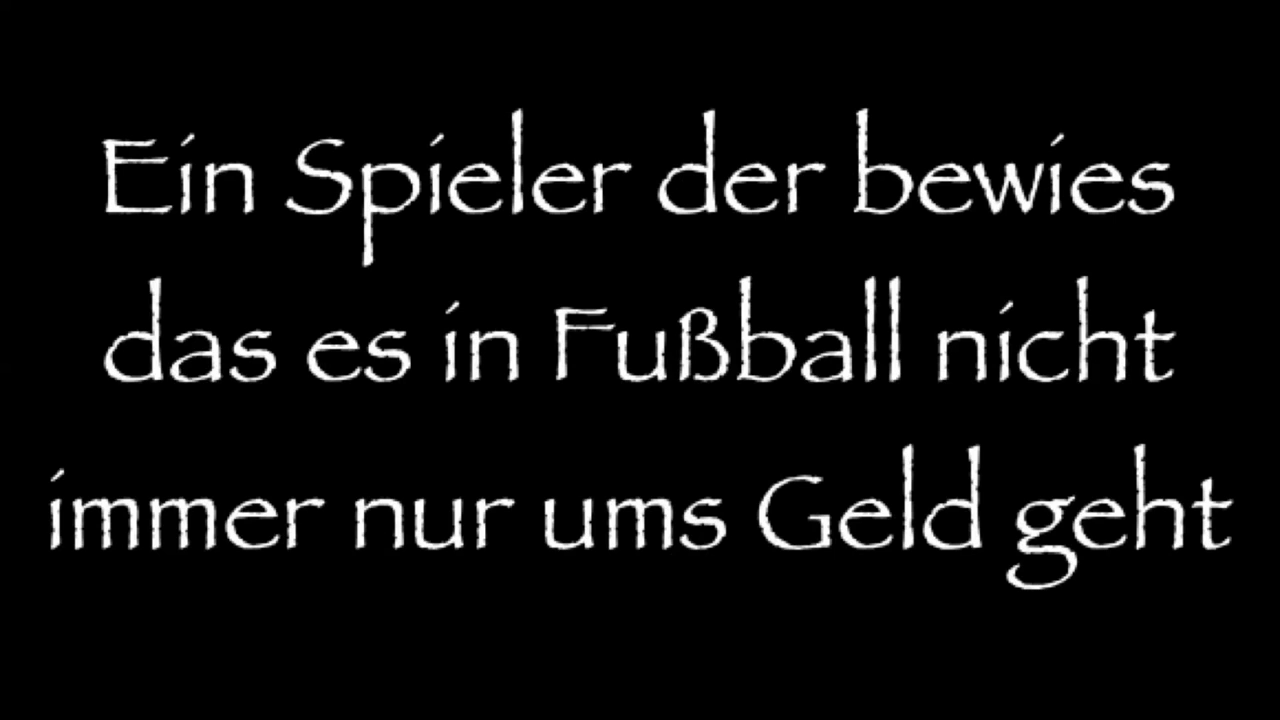 Ein Spieler der bewies
das es in Fußball nicht
immer nur ums Geld geht